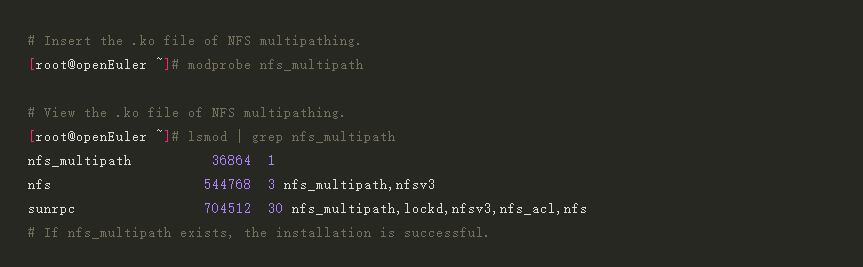 # Insert the .ko file of NFS multipathing.
[root@openEuler ~]# modprobe nfs_multipath
# View the .ko file of NFS multipathing.
[root@openEuler ~]# lsmod | grep nfs_multipath
nfs_multipath          36864  1
nfs                   544768  3 nfs_multipath,nfsv3
sunrpc                704512  30 nfs_multipath,lockd,nfsv3,nfs_acl,nfs
# If nfs_multipath exists, the installation is successful.